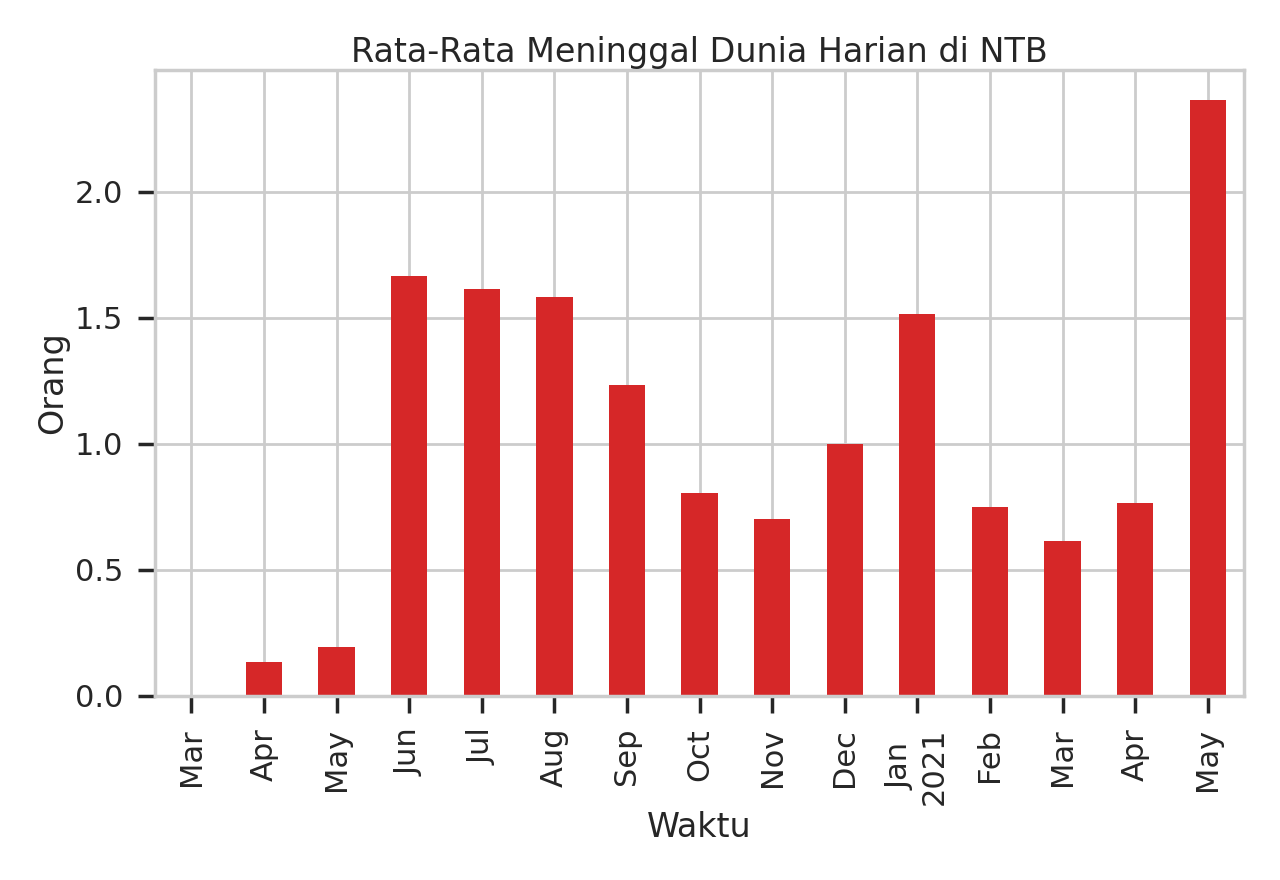 Rata-Rata Meninggal Dunia Harian di NTB
2.0
1.5
1.0
0.5
0.0
Orang
Mar
Apr
May
Jun
Jul
Aug
Sep
Oct
Nov
Dec
Jan
2021
Feb
Mar
Apr
May
Waktu